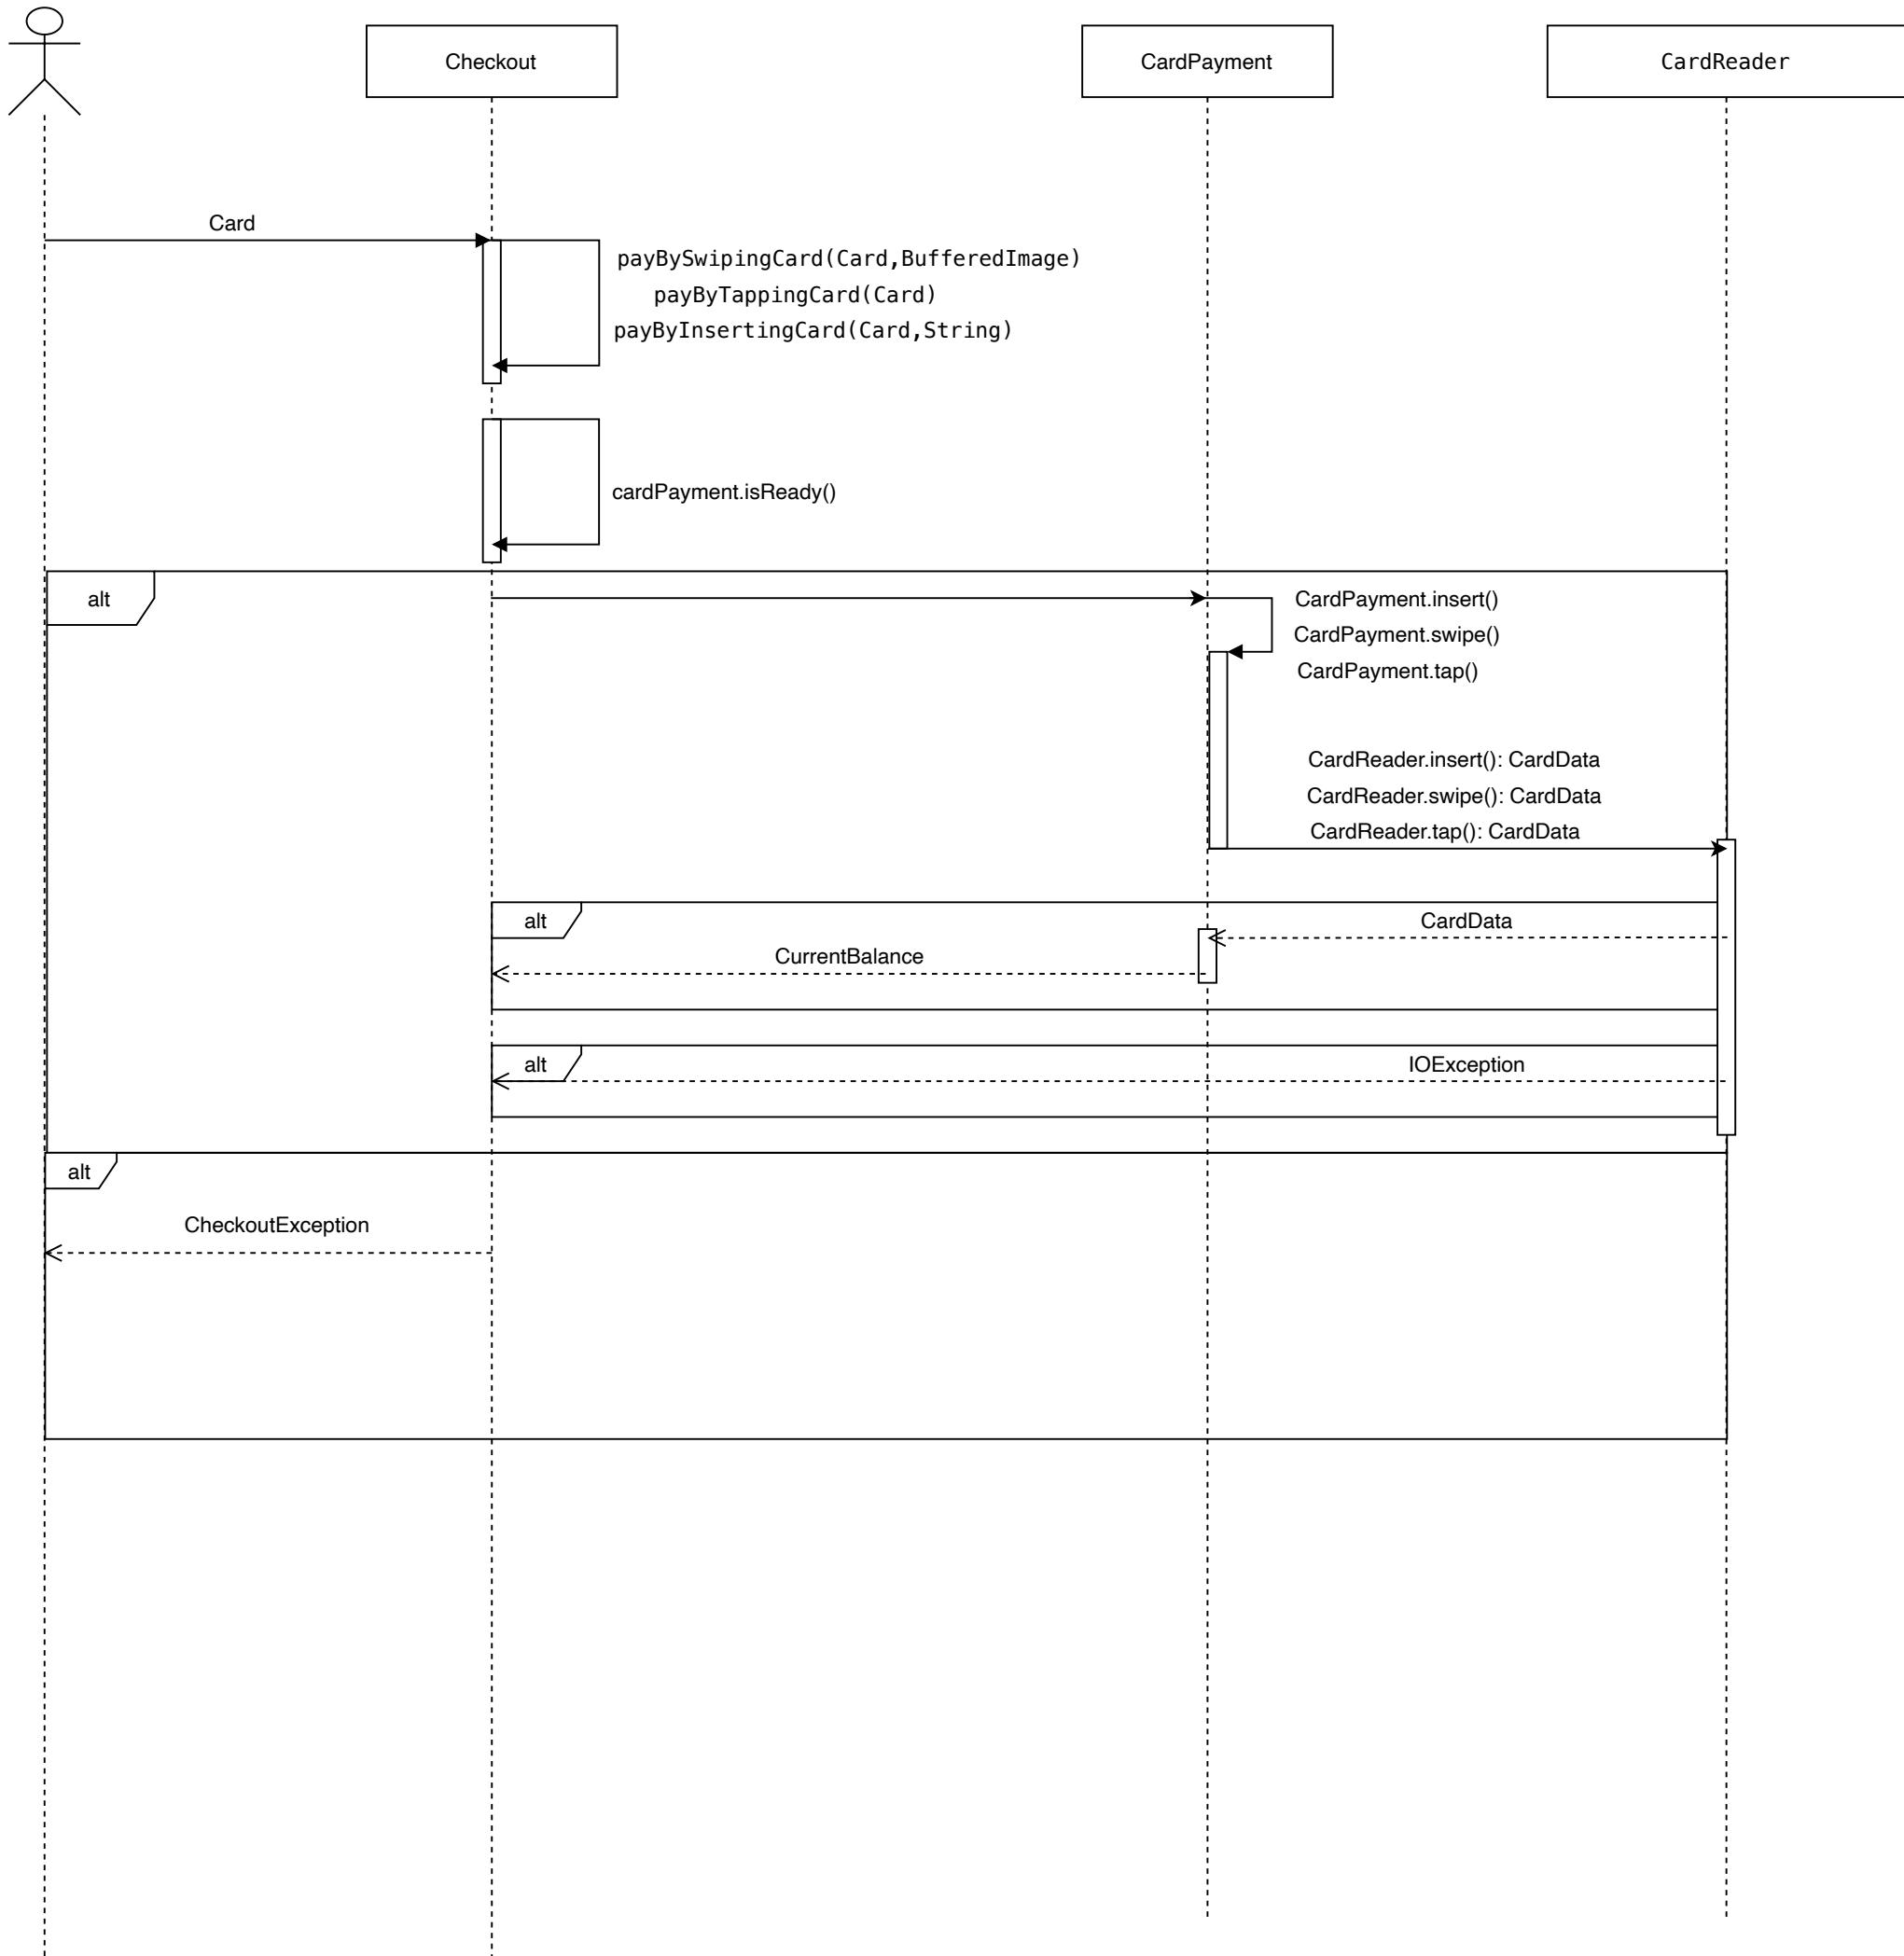 Checkout
CardPayment
CardReader
Card
payBySwipingCard(Card,BufferedImage)
payByTappingCard(Card)
payByInsertingCard(Card,String)
cardPayment.isReady()
alt
CardPayment.insert()
CardPayment.swipe()
CardPayment.tap()
CardReader.insert(): CardData
CardReader.swipe(): CardData
CardReader.tap(): CardData
alt
CardData
CurrentBalance
alt
IOException
alt
CheckoutException